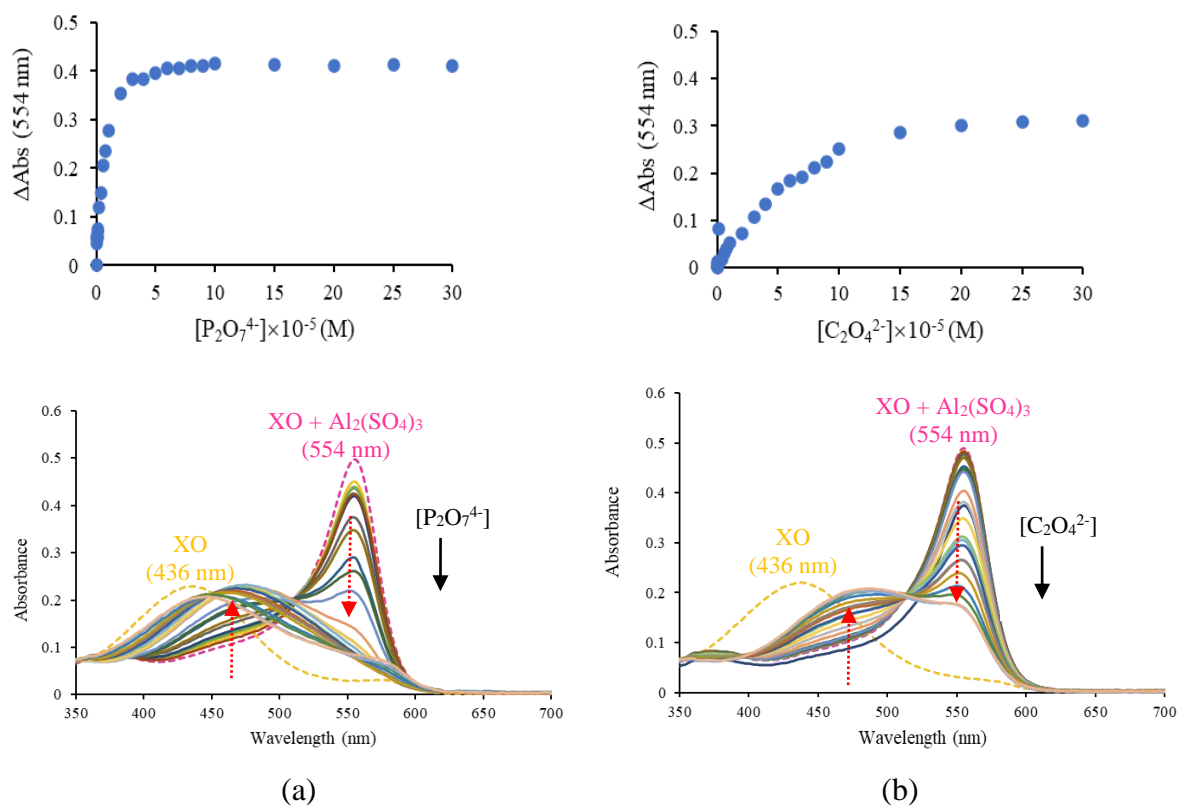 0.5
0.4
0.3
0.2
0.1
0
ΔAbs (554 nm)
0 5 10 15 20 25 30
[P₂O₇⁴⁻]×10⁻⁵ (M)
0.5
0.4
0.3
0.2
0.1
0
ΔAbs (554 nm)
0 5 10 15 20 25 30
[C₂O₄²⁻]×10⁻⁵ (M)
0.6
0.5
0.4
0.3
0.2
0.1
0
Absorbance
XO + Al₂(SO₄)₃
(554 nm)
[P₂O₇⁴⁻]
XO
(436 nm)
350 400 450 500 550 600 650 700
Wavelength (nm)
(a)
0.6
0.5
0.4
0.3
0.2
0.1
0
Absorbance
XO + Al₂(SO₄)₃
(554 nm)
[C₂O₄²⁻]
XO
(436 nm)
350 400 450 500 550 600 650 700
Wavelength (nm)
(b)